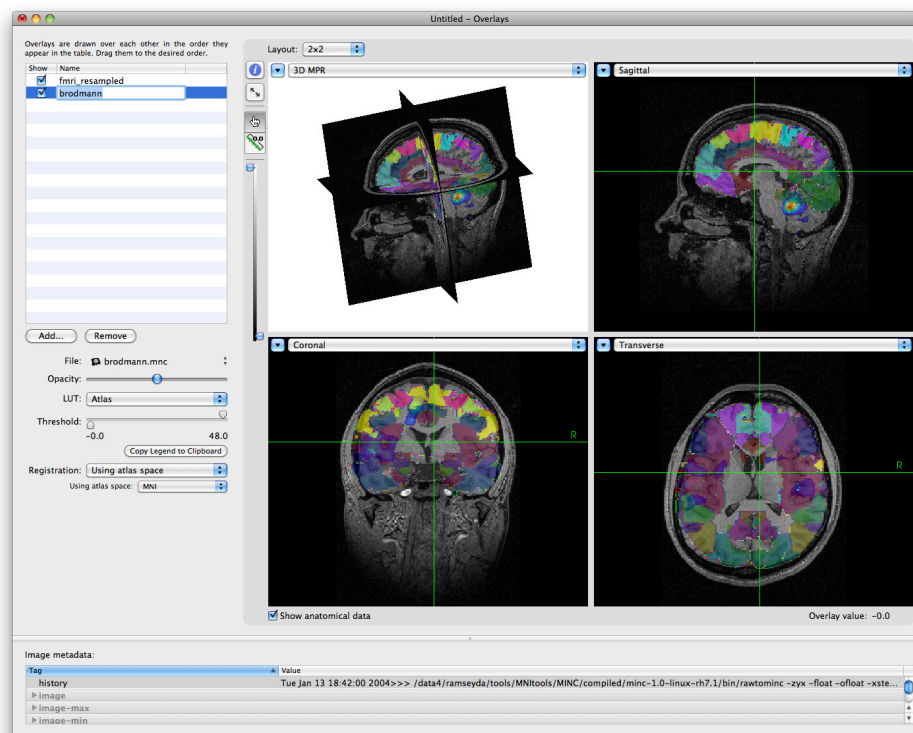 Untitled - Overlays
Overlays are drawn over each other in the order they
appear in the table. Drag them to the desired order.
Show Name
fmri_resampled
brodmann
Add... Remove
File: brodmann.mnc
Opacity:
LUT: Atlas
Threshold:
-0.0 48.0
Copy Legend to Clipboard
Registration: Using atlas space
Using atlas space: MNI
Layout: 2x2
3D MPR
Sagittal
Coronal
R
Transverse
R
Show anatomical data
Overlay value: -0.0
Image metadata:
Tag Value
history Tue Jan 13 18:42:00 2004>>> /data4/ramseyda/tools/MNItools/MINC/compiled/minc-1.0-linux-rh7.1/bin/rawtominc -zyx -float -ofloat -xste...
image
image-max
image-min